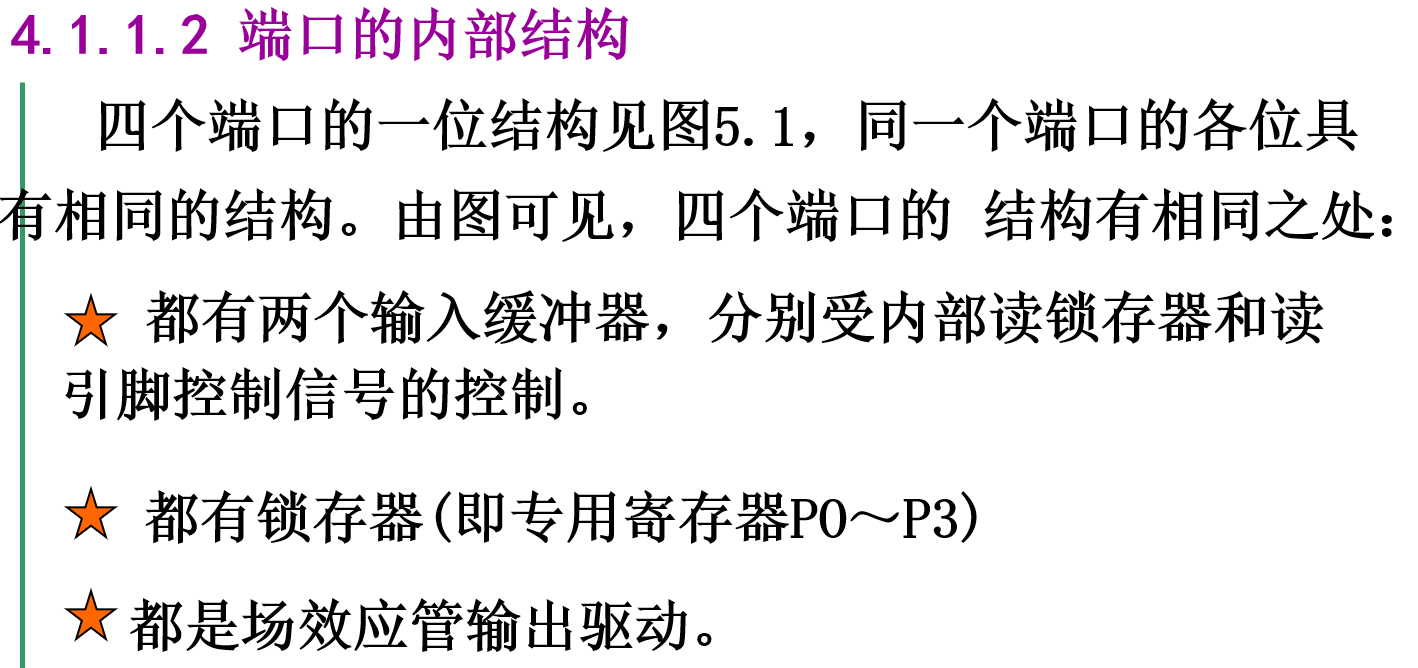 4.1.1.2 端口的内部结构
四个端口的一位结构见图5.1，同一个端口的各位具
有相同的结构。由图可见，四个端口的 结构有相同之处：
★ 都有两个输入缓冲器，分别受内部读锁存器和读
引脚控制信号的控制。
★ 都有锁存器(即专用寄存器P0～P3)
★ 都是场效应管输出驱动。